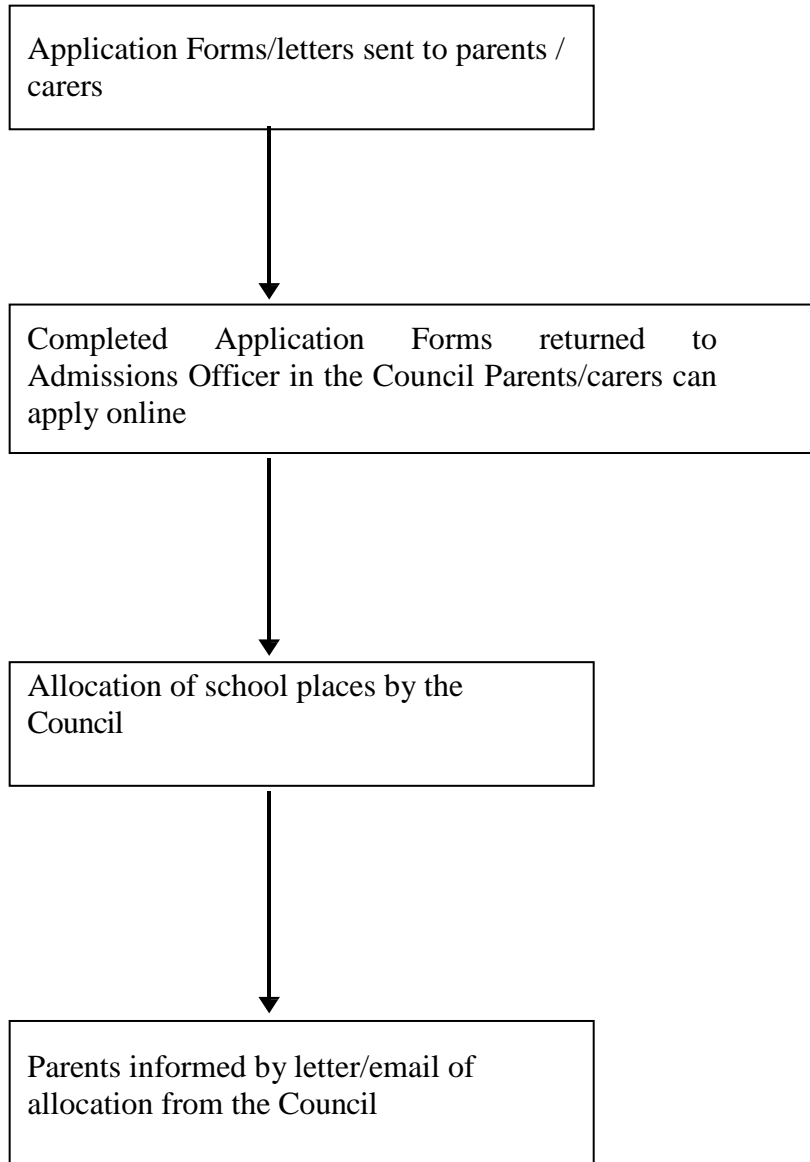 Application Forms/letters sent to parents /
carers
Completed Application Forms returned to
Admissions Officer in the Council Parents/carers can
apply online
Allocation of school places by the
Council
Parents informed by letter/email of
allocation from the Council